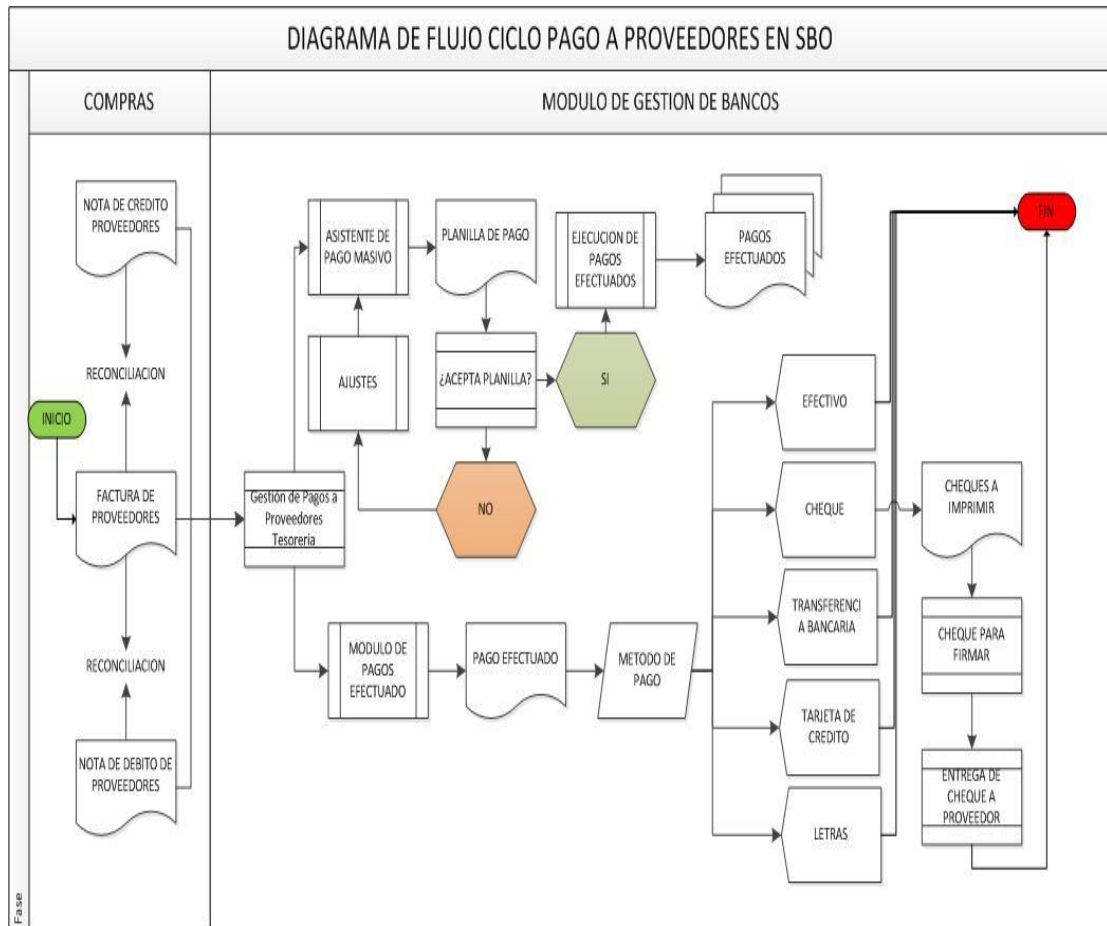 DIAGRAMA DE FLUJO CICLO PAGO A PROVEEDORES EN SBO
COMPRAS
MODULO DE GESTION DE BANCOS
NOTA DE CREDITO
PROVEEDORES
RECONCILIACION
INICIO
FACTURA DE
PROVEEDORES
RECONCILIACION
NOTA DE DEBITO DE
PROVEEDORES
Fase
Gestión de Pagos a
Proveedores
Tesoreria
ASISTENTE DE
PAGO MASIVO
PLANILLA DE PAGO
EJECUCION DE
PAGOS
EFECTUADOS
PAGOS
EFECTUADOS
FIN
AJUSTES
¿ACEPTA PLANILLA?
SI
NO
MODULO DE
PAGOS
EFECTUADO
PAGO EFECTUADO
METODO DE
PAGO
EFECTIVO
CHEQUE
TRANSFERENCI
A BANCARIA
TARJETA DE
CREDITO
LETRAS
CHEQUES A
IMPRIMIR
CHEQUE PARA
FIRMAR
ENTREGA DE
CHEQUE A
PROVEEDOR